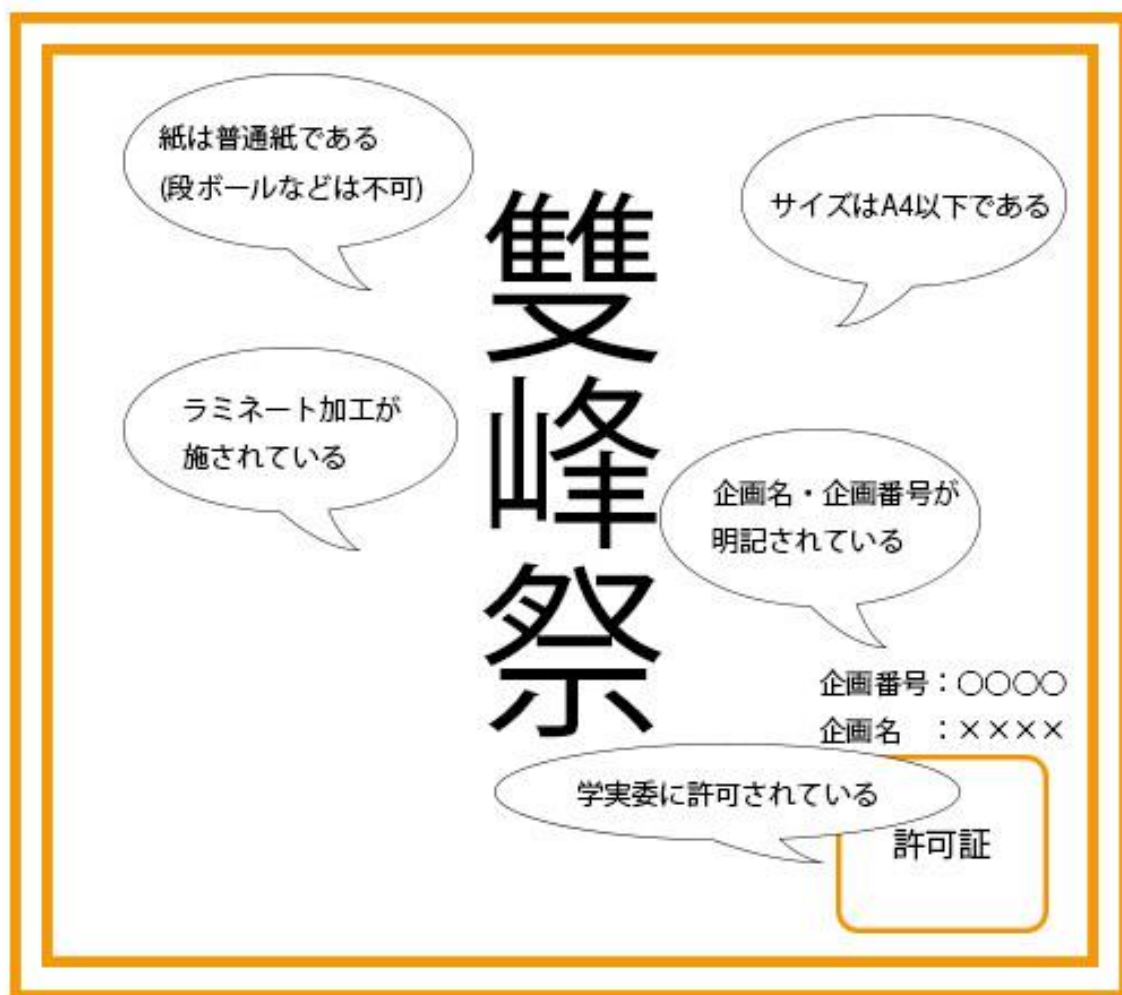 紙は普通紙である
(段ボールなどは不可)
サイズはA4以下である
雙峰祭
ラミネート加工が
施されている
企画名・企画番号が
明記されている
企画番号：〇〇〇〇
企画名　：××××
学実委に許可されている
許可証